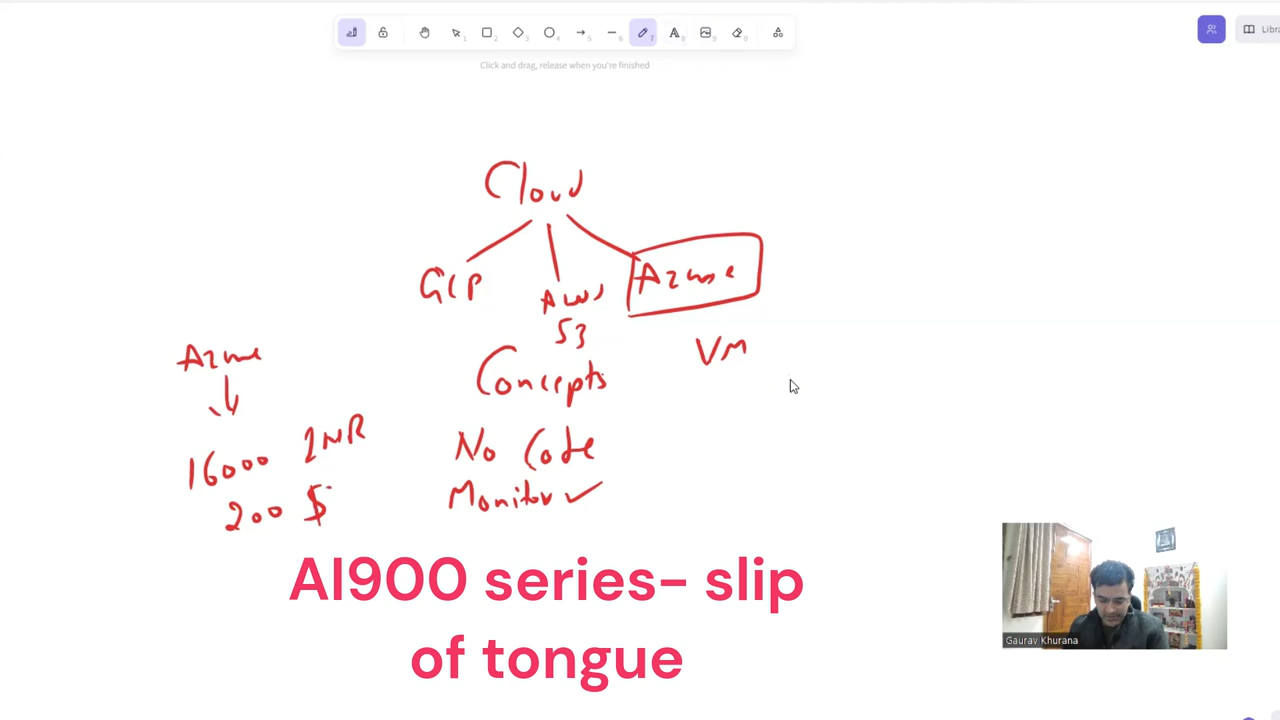 Libra
Click and drag, release when you're finished
Cloud
GCP
AWS
S3
Azure
VM
Concepts
No Code
Monitor ✓
Azure
16000 INR
200 $
AI900 series- slip
of tongue
Gaurav Khurana